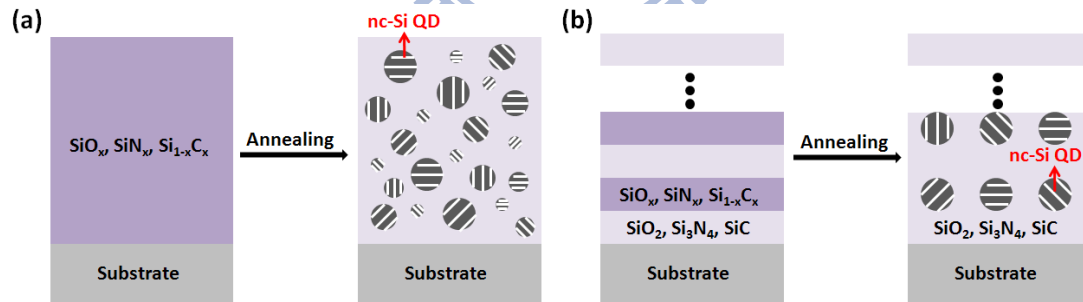 (a)
nc-Si QD
SiOₓ, SiNₓ, Si₁₋ₓCₓ
Annealing
Substrate
Substrate
(b)
Annealing
nc-Si QD
SiOₓ, SiNₓ, Si₁₋ₓCₓ
SiO₂, Si₃N₄, SiC
SiO₂, Si₃N₄, SiC
Substrate
Substrate